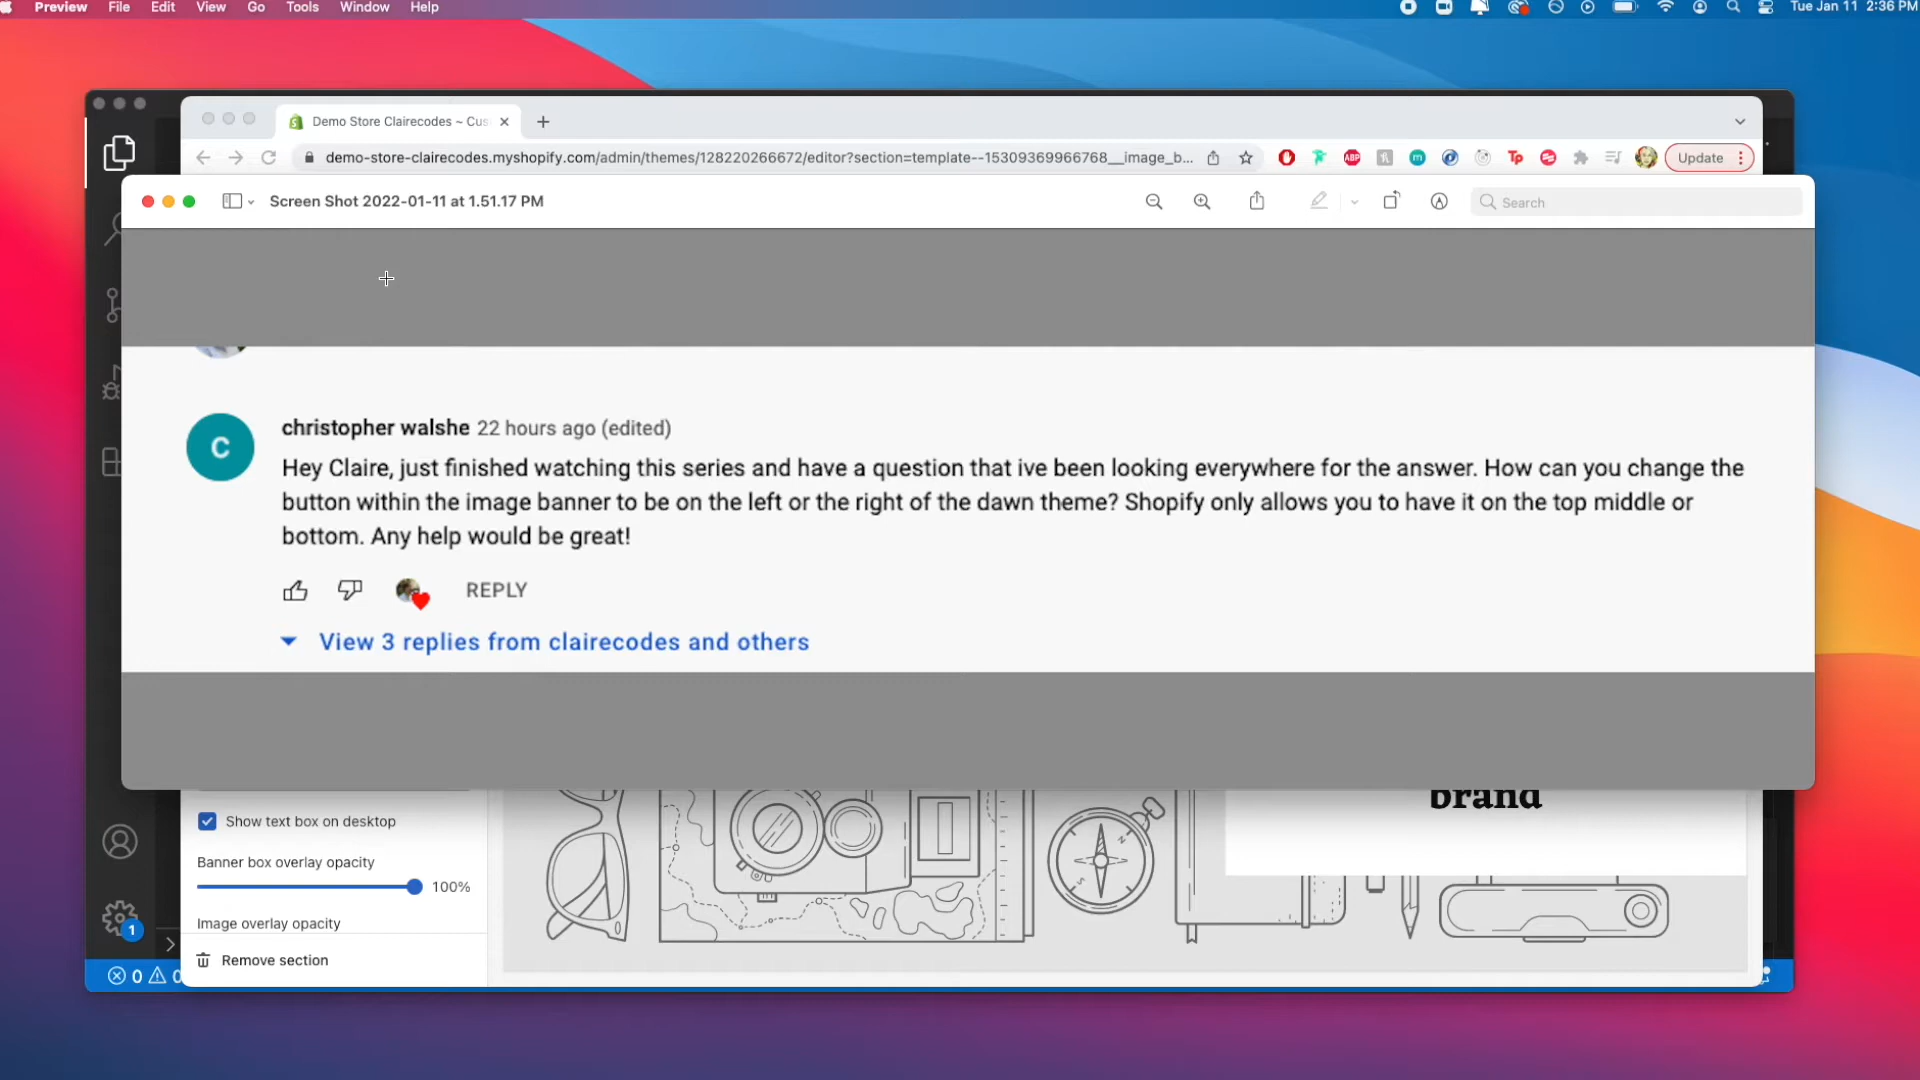 Preview File Edit View Go Tools Window Help
Tue Jan 11 2:36 PM
Demo Store Clairecodes ~ Cus
demo-store-clairecodes.myshopify.com/admin/themes/128220266672/editor?section=template--15309369966768__image_b...
ABP
Tp
Update
Screen Shot 2022-01-11 at 1.51.17 PM
Search
C
christopher walshe 22 hours ago (edited)
Hey Claire, just finished watching this series and have a question that ive been looking everywhere for the answer. How can you change the
button within the image banner to be on the left or the right of the dawn theme? Shopify only allows you to have it on the top middle or
bottom. Any help would be great!
REPLY
View 3 replies from clairecodes and others
brand
Show text box on desktop
Banner box overlay opacity
100%
Image overlay opacity
Remove section
1
0 0